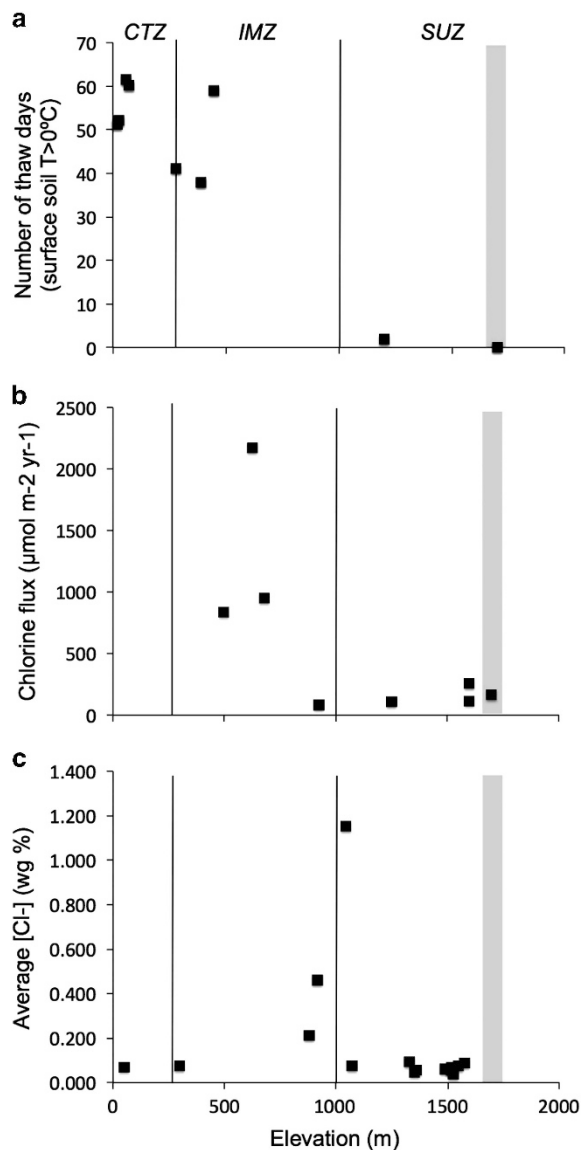 a
CTZ IMZ SUZ
70
60
50
40
30
20
10
0
Number of thaw days
(surface soil T>0ºC)
b
2500
2000
1500
1000
500
0
Chlorine flux (µmol m-2 yr-1)
c
1.400
1.200
1.000
0.800
0.600
0.400
0.200
0.000
Average [Cl-] (wg %)
0 500 1000 1500 2000
Elevation (m)